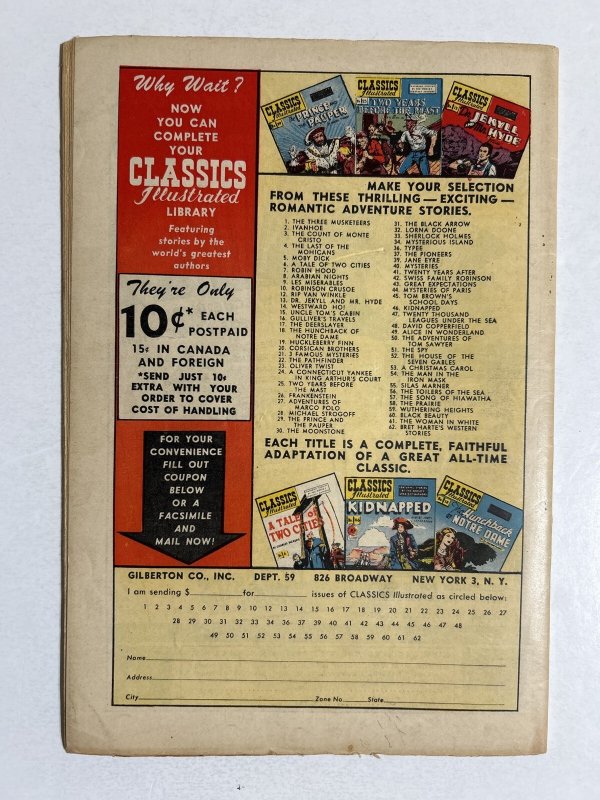 Why Wait?
NOW
YOU CAN
COMPLETE
YOUR
CLASSICS
Illustrated
LIBRARY
Featuring
stories by the
world's greatest
authors
They're Only
10¢* EACH
POSTPAID
15¢ IN CANADA
AND FOREIGN
*SEND JUST 10¢
EXTRA WITH YOUR
ORDER TO COVER
COST OF HANDLING
FOR YOUR
CONVENIENCE
FILL OUT
COUPON
BELOW
OR A
FACSIMILE
AND
MAIL NOW!
CLASSICS
Illustrated
The PRINCE
and the PAUPER
CLASSICS
Illustrated
TWO YEARS
BEFORE THE MAST
CLASSICS
Illustrated
Dr. JEKYLL
and Mr. HYDE
MAKE YOUR SELECTION
FROM THESE THRILLING — EXCITING —
ROMANTIC ADVENTURE STORIES.
1. THE THREE MUSKETEERS
2. IVANHOE
3. THE COUNT OF MONTE
CRISTO
4. THE LAST OF THE
MOHICANS
5. MOBY DICK
6. A TALE OF TWO CITIES
7. ROBIN HOOD
8. ARABIAN NIGHTS
9. LES MISERABLES
10. ROBINSON CRUSOE
12. RIP VAN WINKLE
13. DR. JEKYLL AND MR. HYDE
14. WESTWARD HO!
15. UNCLE TOM'S CABIN
16. GULLIVER'S TRAVELS
17. THE DEERSLAYER
18. THE HUNCHBACK OF
NOTRE DAME
19. HUCKLEBERRY FINN
20. CORSICAN BROTHERS
21. 3 FAMOUS MYSTERIES
22. THE PATHFINDER
23. OLIVER TWIST
24. A CONNECTICUT YANKEE
IN KING ARTHUR'S COURT
25. TWO YEARS BEFORE
THE MAST
26. FRANKENSTEIN
27. ADVENTURES OF
MARCO POLO
28. MICHAEL STROGOFF
29. THE PRINCE AND
THE PAUPER
30. THE MOONSTONE
31. THE BLACK ARROW
32. LORNA DOONE
33. SHERLOCK HOLMES
34. MYSTERIOUS ISLAND
36. TYPEE
37. THE PIONEERS
39. JANE EYRE
40. MYSTERIES
41. TWENTY YEARS AFTER
42. SWISS FAMILY ROBINSON
43. GREAT EXPECTATIONS
44. MYSTERIES OF PARIS
45. TOM BROWN'S
SCHOOL DAYS
46. KIDNAPPED
47. TWENTY THOUSAND
LEAGUES UNDER THE SEA
48. DAVID COPPERFIELD
49. ALICE IN WONDERLAND
50. THE ADVENTURES OF
TOM SAWYER
51. THE SPY
52. THE HOUSE OF THE
SEVEN GABLES
53. A CHRISTMAS CAROL
54. THE MAN IN THE
IRON MASK
55. SILAS MARNER
56. THE TOILERS OF THE SEA
57. THE SONG OF HIAWATHA
58. THE PRAIRIE
59. WUTHERING HEIGHTS
60. BLACK BEAUTY
61. THE WOMAN IN WHITE
62. BRET HARTE'S WESTERN
STORIES
EACH TITLE IS A COMPLETE, FAITHFUL
ADAPTATION OF A GREAT ALL-TIME
CLASSIC.
CLASSICS
Illustrated
A TALE OF
TWO CITIES
CLASSICS
Illustrated
KIDNAPPED
CLASSICS
Illustrated
The Hunchback
of NOTRE DAME
GILBERTON CO., INC. DEPT. 59 826 BROADWAY NEW YORK 3, N. Y.
I am sending $ for issues of CLASSICS Illustrated as circled below:
1 2 3 4 5 6 7 8 9 10 12 13 14 15 16 17 18 19 20 21 22 23 24 25 26 27
28 29 30 31 32 33 34 36 37 39 40 41 42 43 44 45 46 47 48
49 50 51 52 53 54 55 56 57 58 59 60 61 62
Name
Address
City Zone No. State